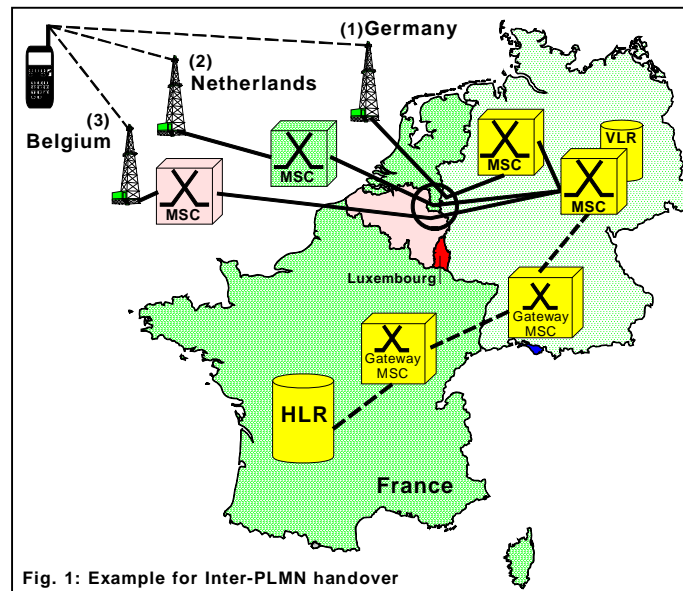 (1) Germany
(2)
Netherlands
(3)
Belgium
MSC
MSC
MSC
VLR
MSC
Luxembourg
Gateway
MSC
Gateway
MSC
HLR
France
Fig. 1: Example for Inter-PLMN handover